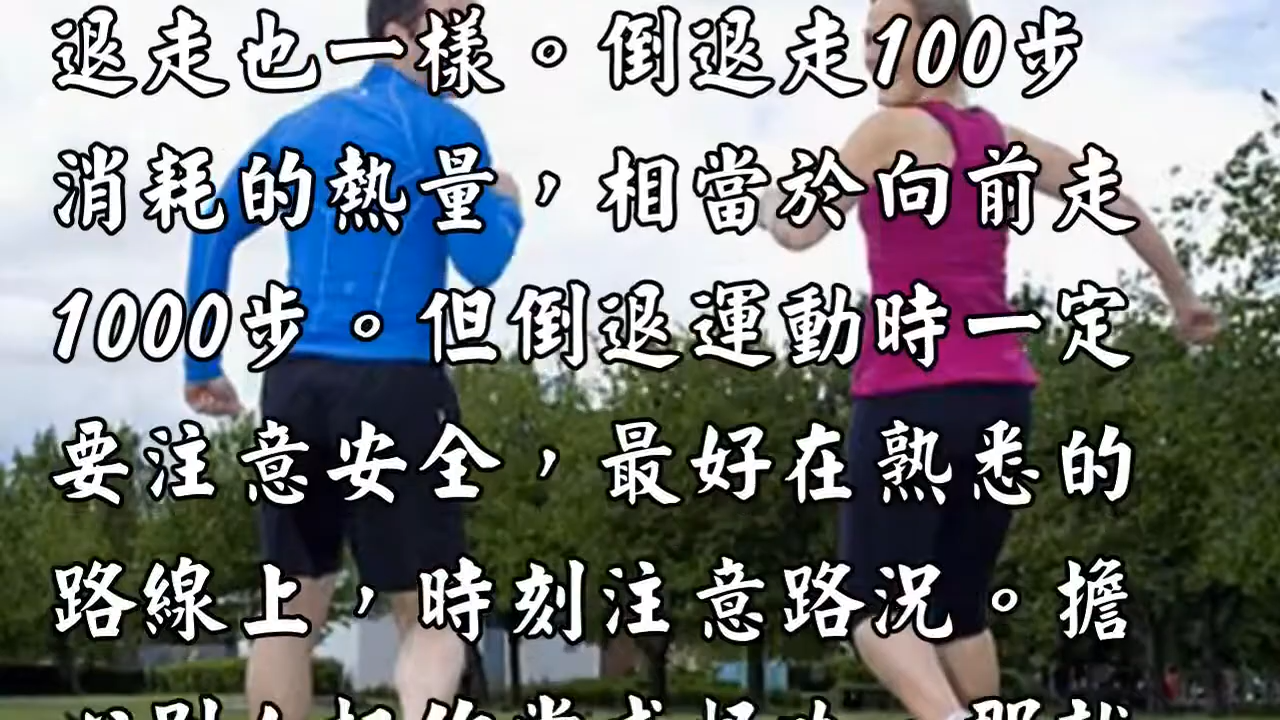 退走也一樣。倒退走100步
消耗的熱量，相當於向前走
1000步。但倒退運動時一定
要注意安全，最好在熟悉的
路線上，時刻注意路況。擔